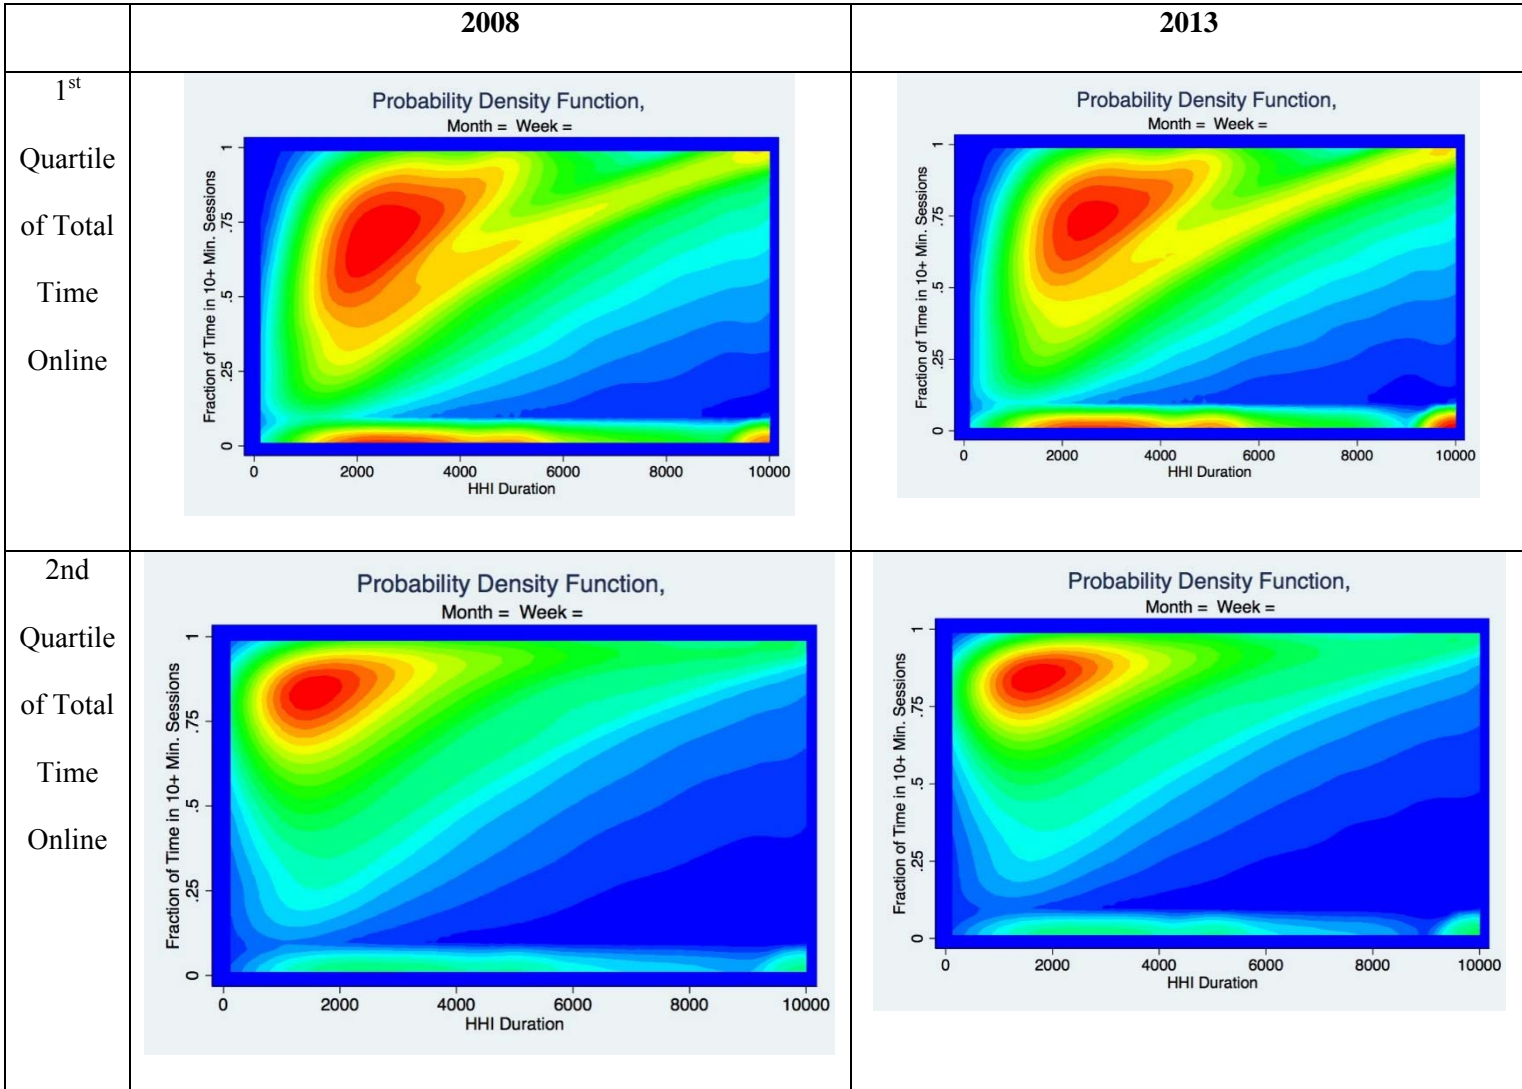 2008
2013
1st
Quartile
of Total
Time
Online
Probability Density Function,
Month = Week =
Fraction of Time in 10+ Min. Sessions
1
.75
.5
.25
0
0 2000 4000 6000 8000 10000
HHI Duration
Probability Density Function,
Month = Week =
Fraction of Time in 10+ Min. Sessions
1
.75
.5
.25
0
0 2000 4000 6000 8000 10000
HHI Duration
2nd
Quartile
of Total
Time
Online
Probability Density Function,
Month = Week =
Fraction of Time in 10+ Min. Sessions
1
.75
.5
.25
0
0 2000 4000 6000 8000 10000
HHI Duration
Probability Density Function,
Month = Week =
Fraction of Time in 10+ Min. Sessions
1
.75
.5
.25
0
0 2000 4000 6000 8000 10000
HHI Duration